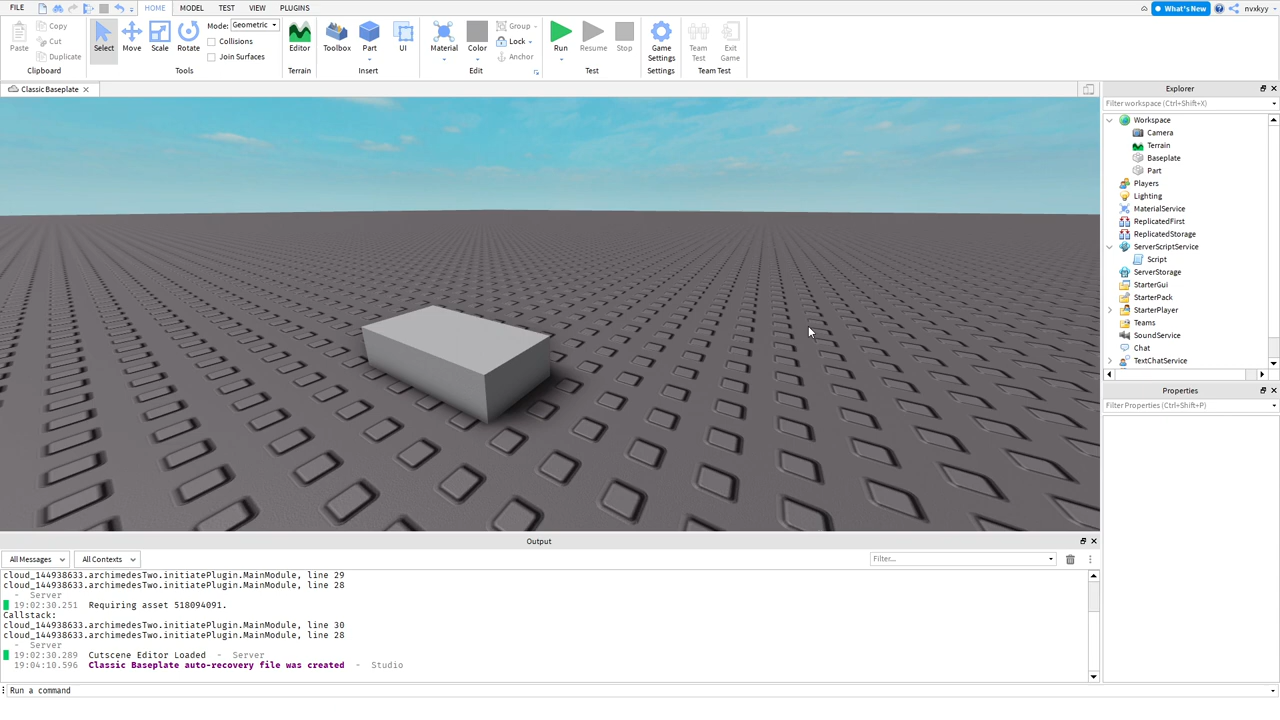 FILE HOME MODEL TEST VIEW PLUGINS What's New nvxkyy
Paste Copy Cut Duplicate Clipboard
Select Move Scale Rotate Mode: Geometric Collisions Join Surfaces Tools
Editor Terrain
Toolbox Part UI Insert
Material Color Group Lock Anchor Edit
Run Resume Stop Test
Game Settings Settings
Team Test Exit Game Team Test
Classic Baseplate
Explorer
Filter workspace (Ctrl+Shift+X)
Workspace
Camera
Terrain
Baseplate
Part
Players
Lighting
MaterialService
ReplicatedFirst
ReplicatedStorage
ServerScriptService
Script
ServerStorage
StarterGui
StarterPack
StarterPlayer
Teams
SoundService
Chat
TextChatService
Properties
Filter Properties (Ctrl+Shift+P)
Output
All Messages All Contexts Filter...
cloud_144938633.archimedesTwo.initiatePlugin.MainModule, line 29
cloud_144938633.archimedesTwo.initiatePlugin.MainModule, line 28
- Server
19:02:30.251 Requiring asset 518094091.
Callstack:
cloud_144938633.archimedesTwo.initiatePlugin.MainModule, line 30
cloud_144938633.archimedesTwo.initiatePlugin.MainModule, line 28
- Server
19:02:30.289 Cutscene Editor Loaded - Server
19:04:10.596 Classic Baseplate auto-recovery file was created - Studio
Run a command